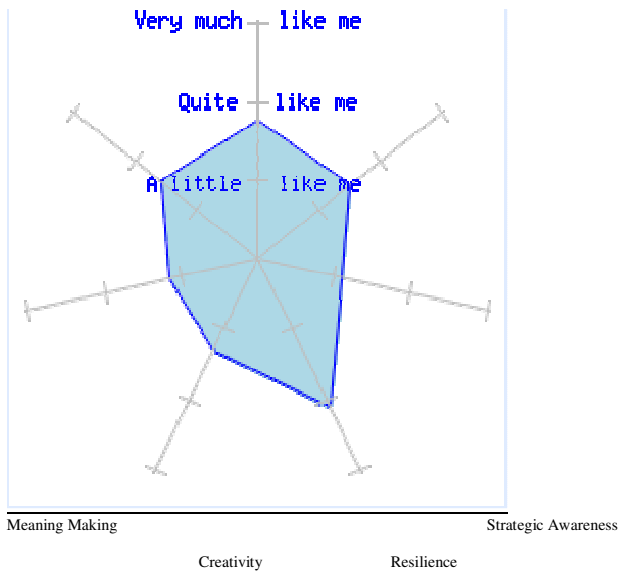 Very much like me
Quite like me
A little like me
Meaning Making Strategic Awareness
Creativity Resilience